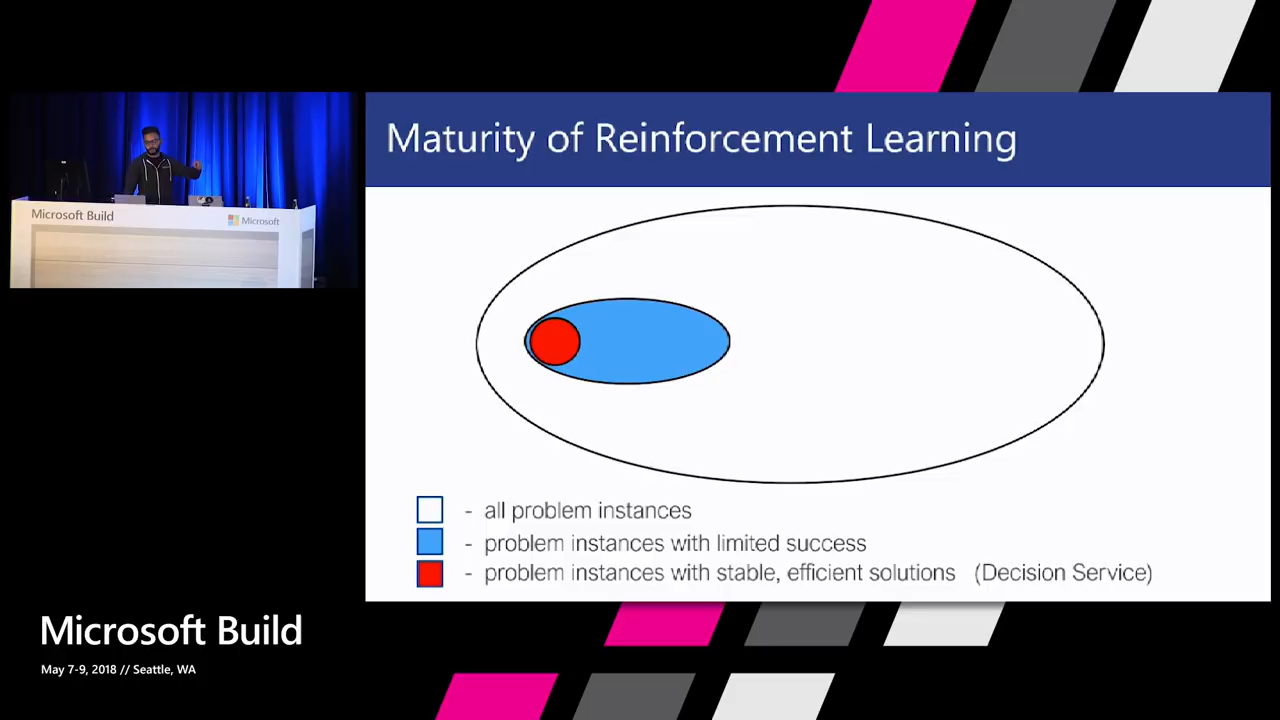 Maturity of Reinforcement Learning
Microsoft Build
Microsoft
- all problem instances
- problem instances with limited success
- problem instances with stable, efficient solutions (Decision Service)
Microsoft Build
May 7-9, 2018 // Seattle, WA